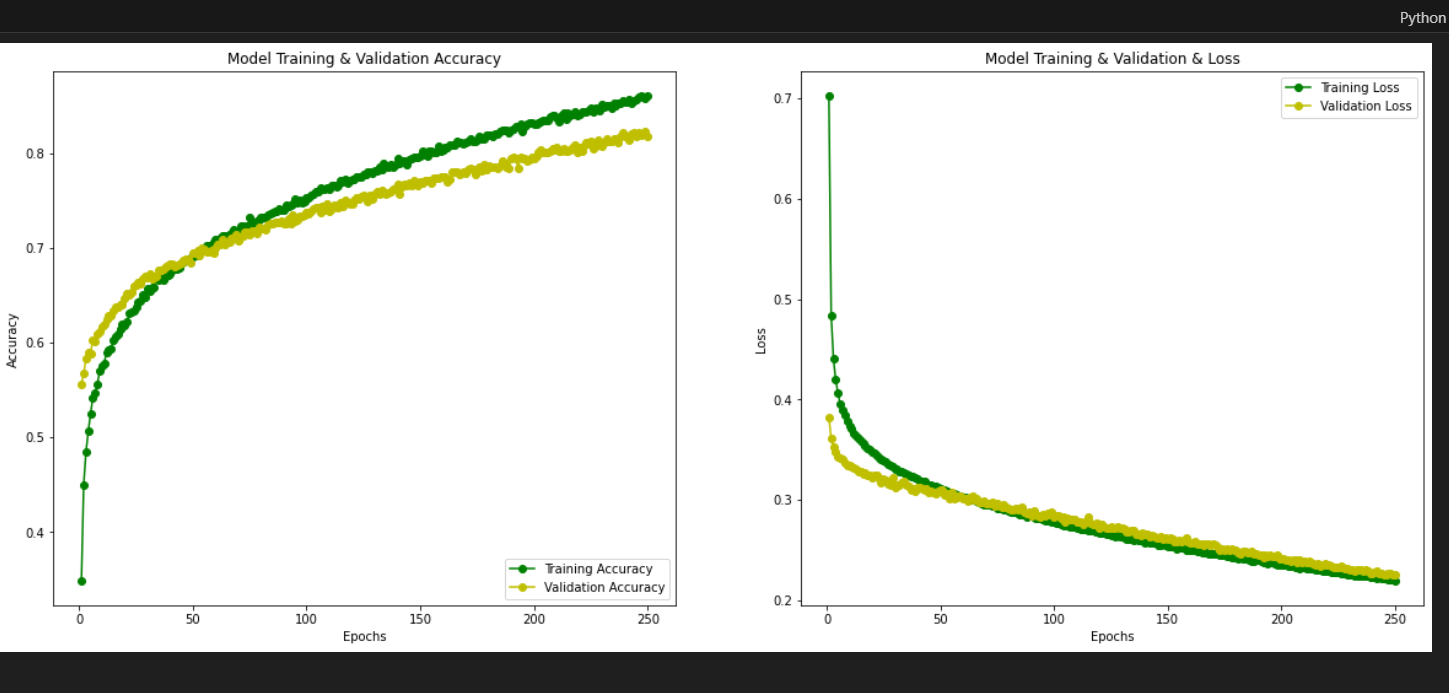 Python
Model Training & Validation Accuracy
Accuracy
0.8
0.7
0.6
0.5
0.4
Training Accuracy
Validation Accuracy
0
50
100
150
200
250
Epochs
Model Training & Validation & Loss
Loss
0.7
0.6
0.5
0.4
0.3
0.2
Training Loss
Validation Loss
0
50
100
150
200
250
Epochs